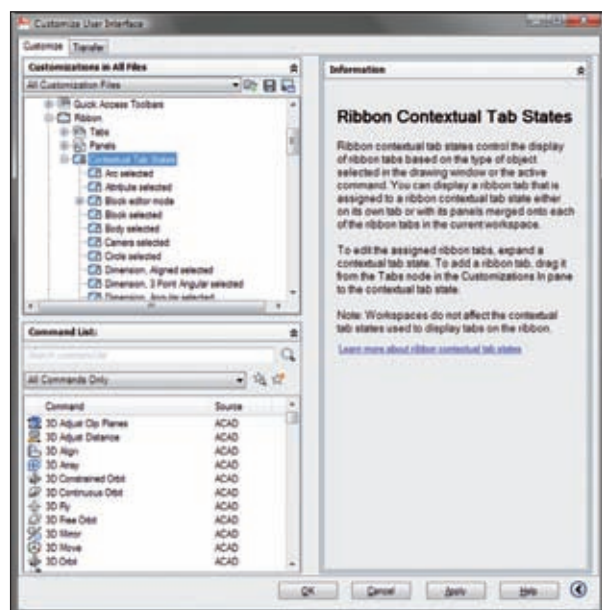 Customize User Interface
Customize Transfer
Customizations in All Files
All Customization Files
Quick Access Toolbars
Ribbon
Tabs
Panels
Contextual Tab States
Arc selected
Attribute selected
Block editor mode
Block selected
Body selected
Camera selected
Circle selected
Dimension, Aligned selected
Dimension, 3 Point Angular selected
Dimension, Angular selected
Command List:
Search command list
All Commands Only
Command Source
3D Adjust Clip Planes ACAD
3D Adjust Distance ACAD
3D Align ACAD
3D Array ACAD
3D Constrained Orbit ACAD
3D Continuous Orbit ACAD
3D Fly ACAD
3D Free Orbit ACAD
3D Mirror ACAD
3D Move ACAD
3D Orbit ACAD
Information
Ribbon Contextual Tab States
Ribbon contextual tab states control the display
of ribbon tabs based on the type of object
selected in the drawing window or the active
command. You can display a ribbon tab that is
assigned to a ribbon contextual tab state either
on its own tab or with its panels merged onto each
of the ribbon tabs in the current workspace.
To edit the assigned ribbon tabs, expand a
contextual tab state. To add a ribbon tab, drag it
from the Tabs node in the Customizations In pane
to the contextual tab state.
Note: Workspaces do not affect the contextual
tab states used to display tabs on the ribbon.
Learn more about ribbon contextual tab states
OK Cancel Apply Help